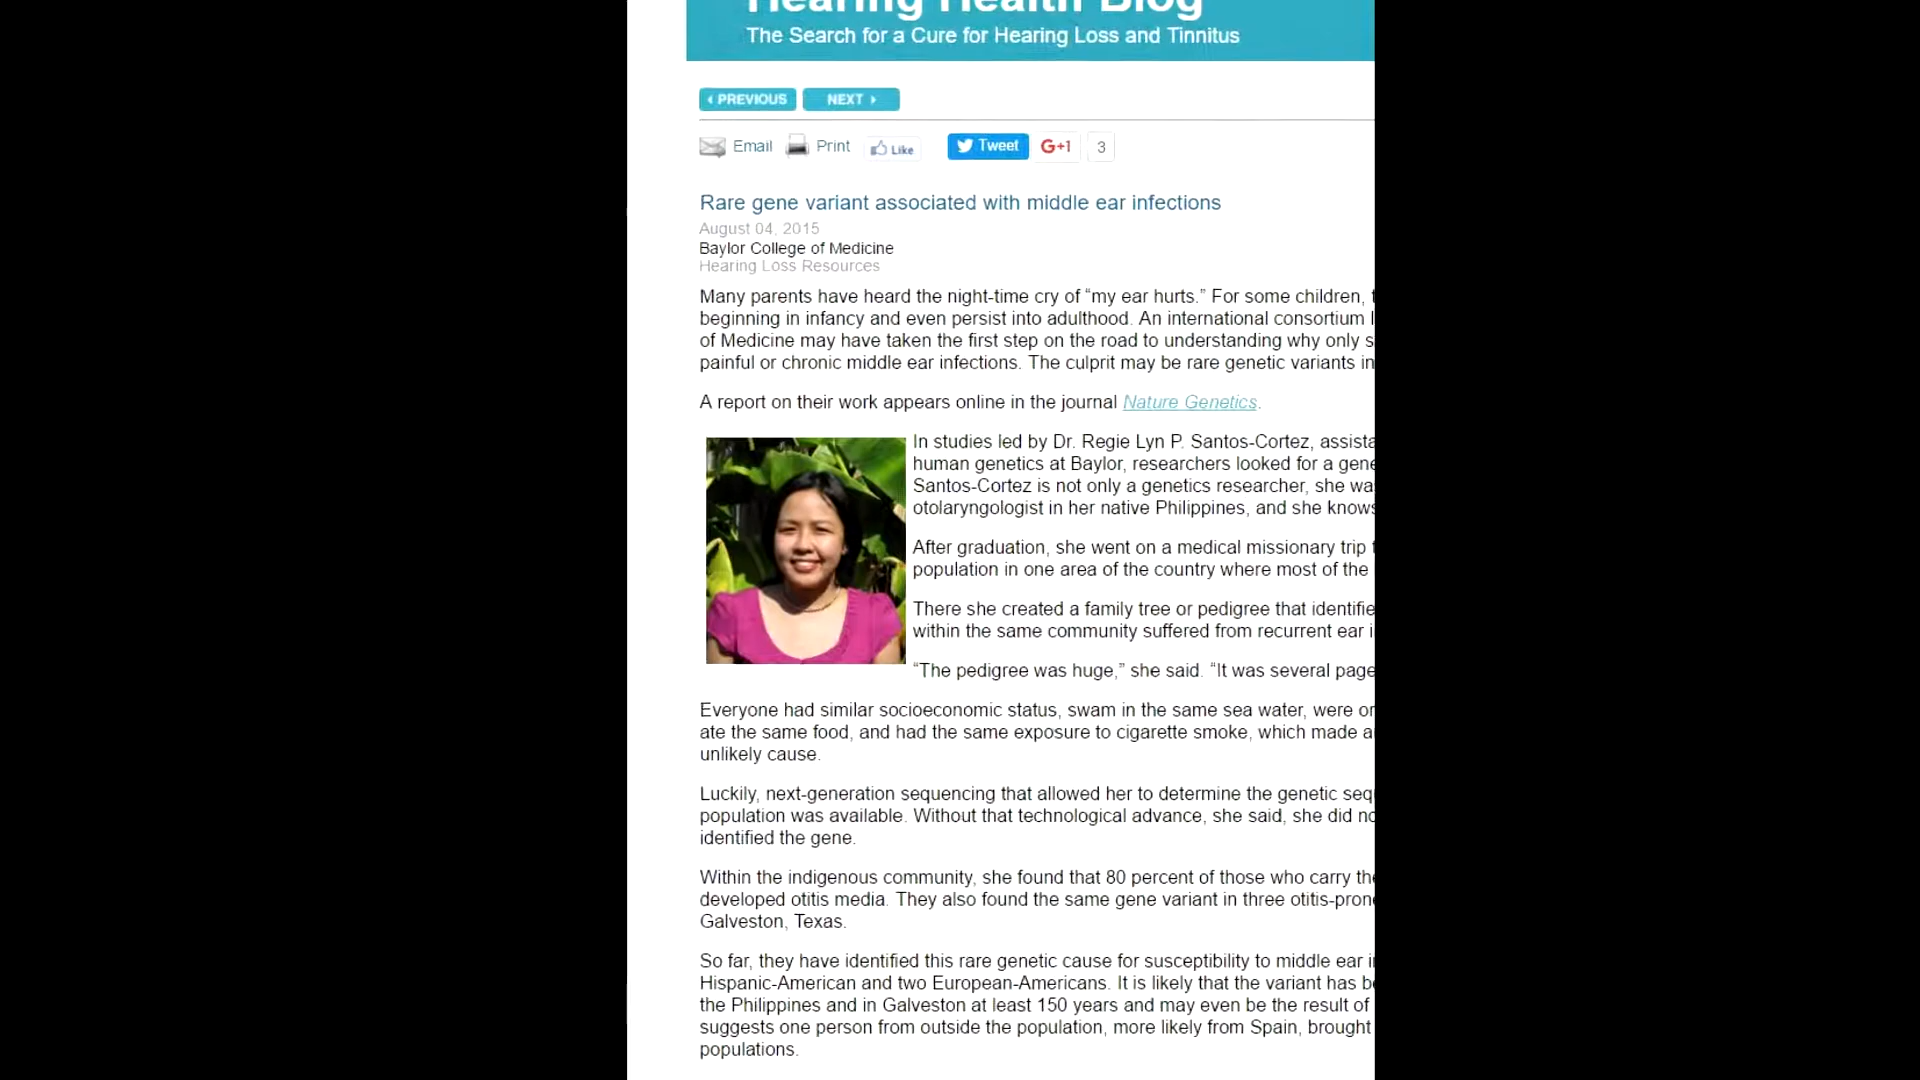 Hearing Health Blog
The Search for a Cure for Hearing Loss and Tinnitus
PREVIOUS NEXT
Email Print Like Tweet G+1 3
Rare gene variant associated with middle ear infections
August 04, 2015
Baylor College of Medicine
Hearing Loss Resources
Many parents have heard the night-time cry of “my ear hurts.” For some children,
beginning in infancy and even persist into adulthood. An international consortium
of Medicine may have taken the first step on the road to understanding why only
painful or chronic middle ear infections. The culprit may be rare genetic variants in
A report on their work appears online in the journal Nature Genetics.
In studies led by Dr. Regie Lyn P. Santos-Cortez, assista
human genetics at Baylor, researchers looked for a gene
Santos-Cortez is not only a genetics researcher, she was
otolaryngologist in her native Philippines, and she knows
After graduation, she went on a medical missionary trip
population in one area of the country where most of the
There she created a family tree or pedigree that identifie
within the same community suffered from recurrent ear
“The pedigree was huge,” she said. “It was several page
Everyone had similar socioeconomic status, swam in the same sea water, were
ate the same food, and had the same exposure to cigarette smoke, which made
unlikely cause.
Luckily, next-generation sequencing that allowed her to determine the genetic seq
population was available. Without that technological advance, she said, she did
identified the gene.
Within the indigenous community, she found that 80 percent of those who carry the
developed otitis media. They also found the same gene variant in three otitis-prone
Galveston, Texas.
So far, they have identified this rare genetic cause for susceptibility to middle ear
Hispanic-American and two European-Americans. It is likely that the variant has
the Philippines and in Galveston at least 150 years and may even be the result of
suggests one person from outside the population, more likely from Spain, brought
populations.